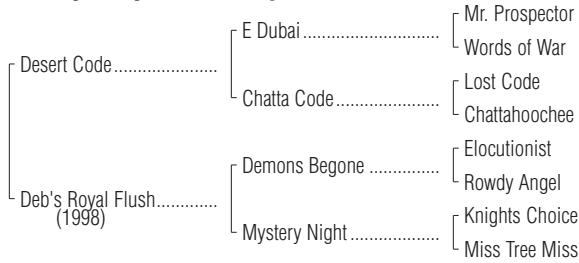 Mr. Prospector
E Dubai........................
Words of War
Desert Code.....................
Lost Code
Chatta Code.....................
Chattahoochee
Elocutionist
Demons Begone ..............
Rowdy Angel
Deb's Royal Flush............
(1998)
Knights Choice
Mystery Night..................
Miss Tree Miss